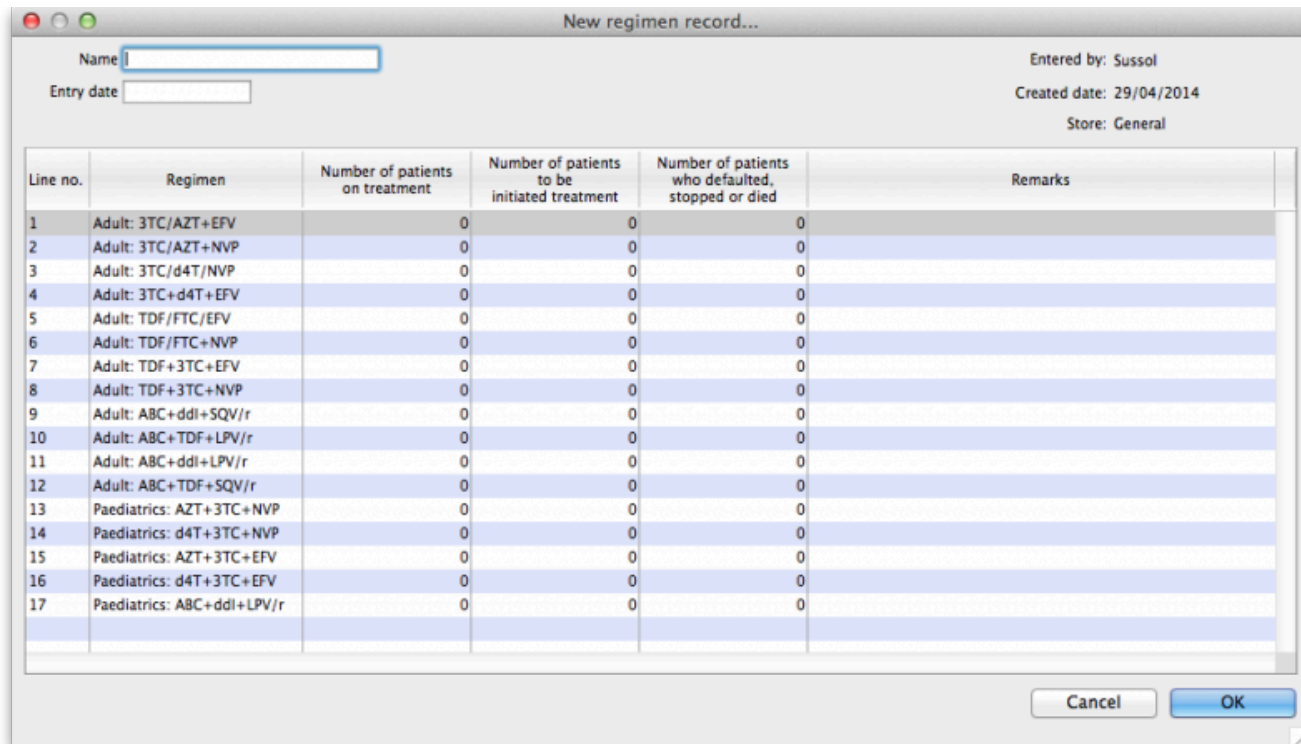 New regimen record...
Name
Entered by: Sussol
Entry date
Created date: 29/04/2014
Store: General
Line no. Regimen Number of patients on treatment Number of patients to be initiated treatment Number of patients who defaulted, stopped or died Remarks
1 Adult: 3TC/AZT+EFV 0 0 0
2 Adult: 3TC/AZT+NVP 0 0 0
3 Adult: 3TC/d4T/NVP 0 0 0
4 Adult: 3TC+d4T+EFV 0 0 0
5 Adult: TDF/FTC/EFV 0 0 0
6 Adult: TDF/FTC+NVP 0 0 0
7 Adult: TDF+3TC+EFV 0 0 0
8 Adult: TDF+3TC+NVP 0 0 0
9 Adult: ABC+ddI+SQV/r 0 0 0
10 Adult: ABC+TDF+LPV/r 0 0 0
11 Adult: ABC+ddI+LPV/r 0 0 0
12 Adult: ABC+TDF+SQV/r 0 0 0
13 Paediatrics: AZT+3TC+NVP 0 0 0
14 Paediatrics: d4T+3TC+NVP 0 0 0
15 Paediatrics: AZT+3TC+EFV 0 0 0
16 Paediatrics: d4T+3TC+EFV 0 0 0
17 Paediatrics: ABC+ddI+LPV/r 0 0 0
Cancel OK